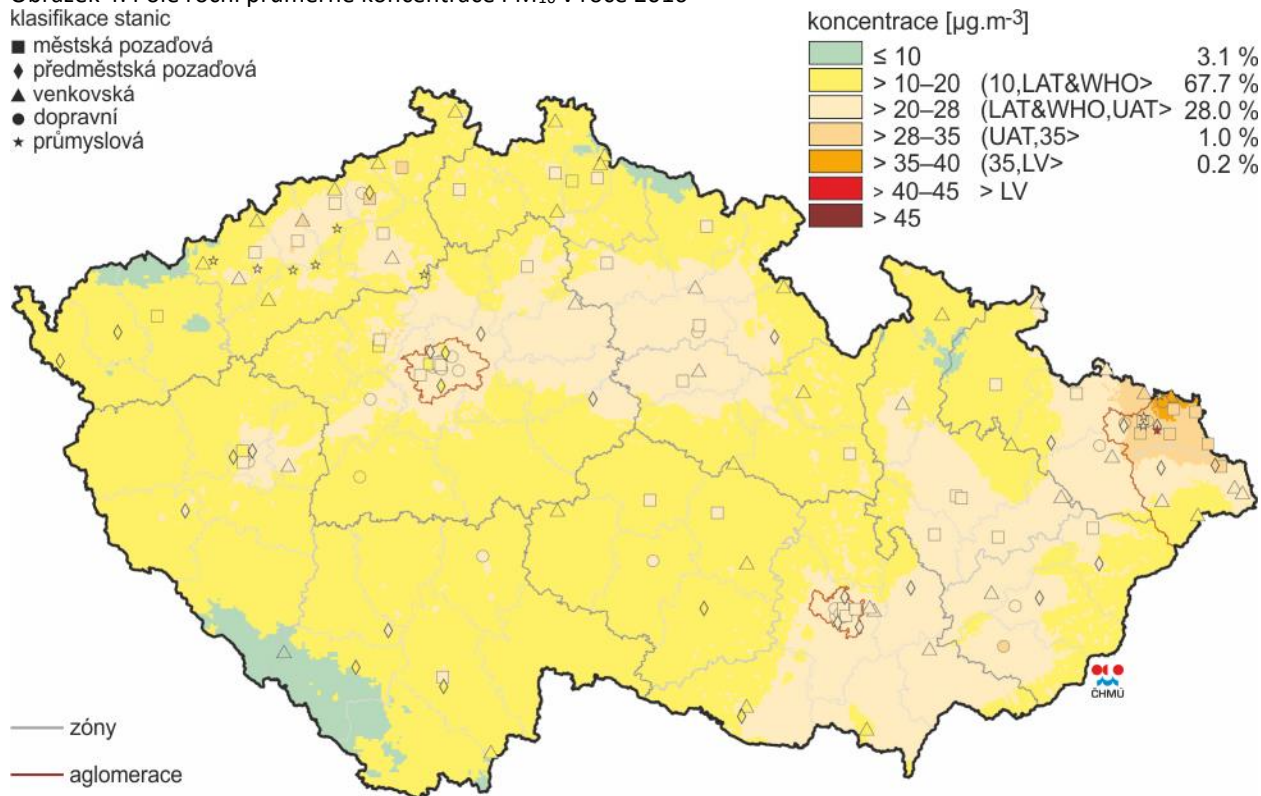 klasifikace stanic
■ městská pozaďová
♦ předměstská pozaďová
▲ venkovská
● dopravní
★ průmyslová
koncentrace [µg.m-3]
≤ 10 3.1 %
> 10–20 (10,LAT&WHO> 67.7 %
> 20–28 (LAT&WHO,UAT> 28.0 %
> 28–35 (UAT,35> 1.0 %
> 35–40 (35,LV> 0.2 %
> 40–45 > LV
> 45
ČHMÚ
zóny
aglomerace